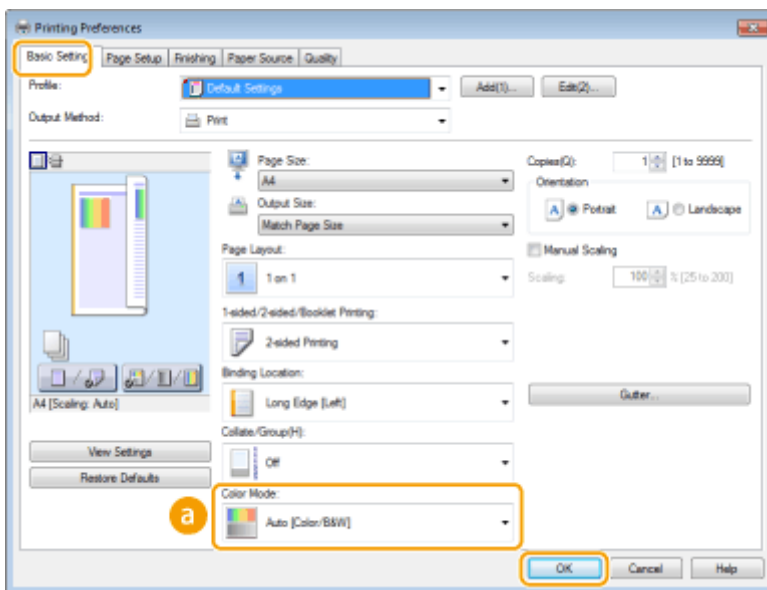 Printing Preferences
Basic Setting Page Setup Finishing Paper Source Quality
Profile: Default Settings Add(1)... Edit(2)...
Output Method: Print
Page Size: Copies(Q): 1 [1 to 9999]
A4 Orientation
Output Size: A Portrait A Landscape
Match Page Size
Page Layout: Manual Scaling
1 1 on 1 Scaling: 100 % [25 to 200]
1-sided/2-sided/Booklet Printing:
2-sided Printing
Binding Location:
A4 [Scaling: Auto] Long Edge [Left] Gutter...
Collate/Group(H):
View Settings Off
Restore Defaults
Color Mode:
a Auto [Color/B&W]
OK Cancel Help